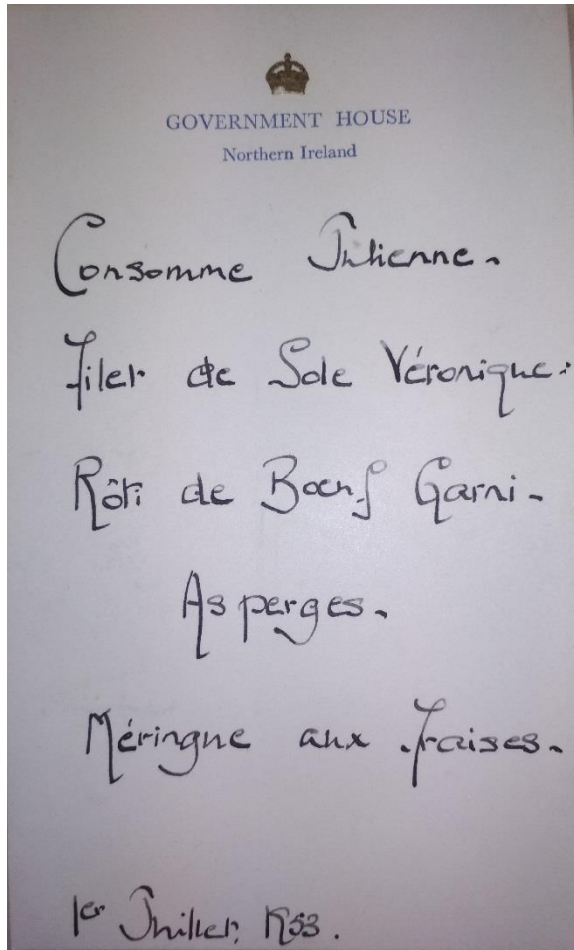 GOVERNMENT HOUSE
Northern Ireland
Consomme Julienne.
Filet de Sole Véronique.
Rôti de Boeuf Garni.
Asperges.
Méringue aux Fraises.
1er Juillet, 1953.